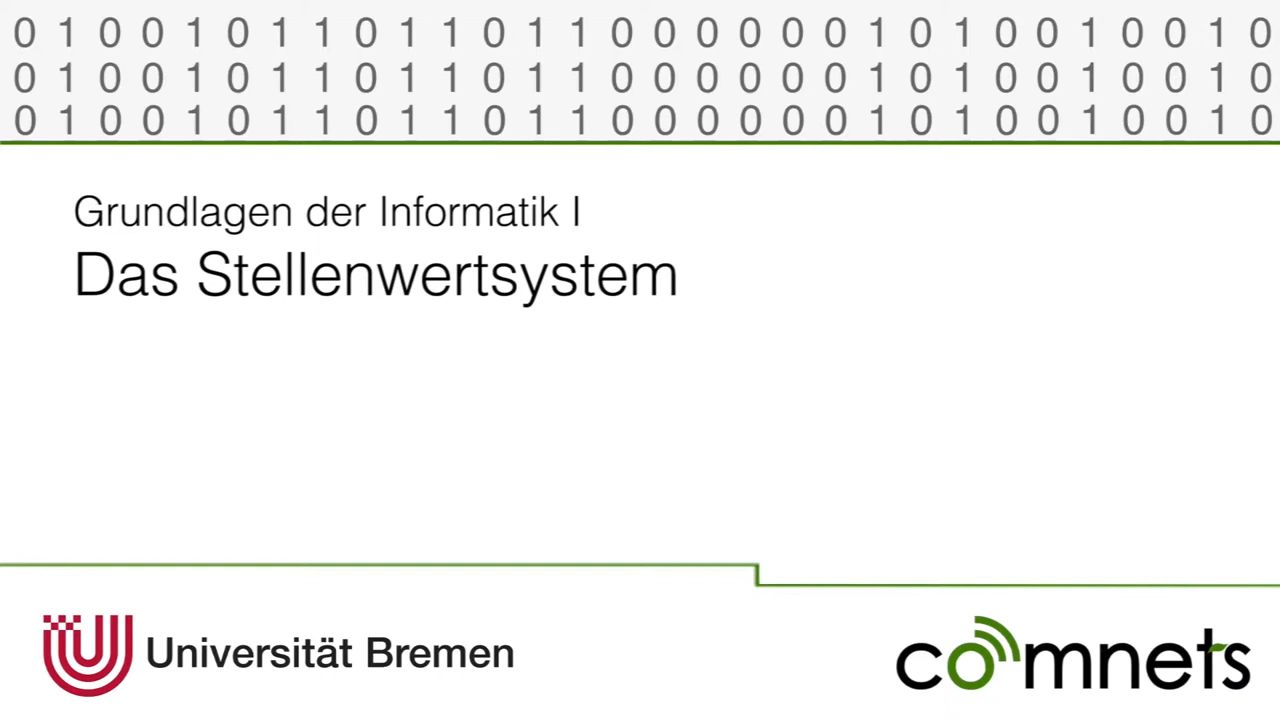 0 1 0 0 1 0 1 1 0 1 1 0 1 1 0 0 0 0 0 0 1 0 1 0 0 1 0 0 1 0
0 1 0 0 1 0 1 1 0 1 1 0 1 1 0 0 0 0 0 0 1 0 1 0 0 1 0 0 1 0
0 1 0 0 1 0 1 1 0 1 1 0 1 1 0 0 0 0 0 0 1 0 1 0 0 1 0 0 1 0
Grundlagen der Informatik I
Das Stellenwertsystem
Universität Bremen
comnets